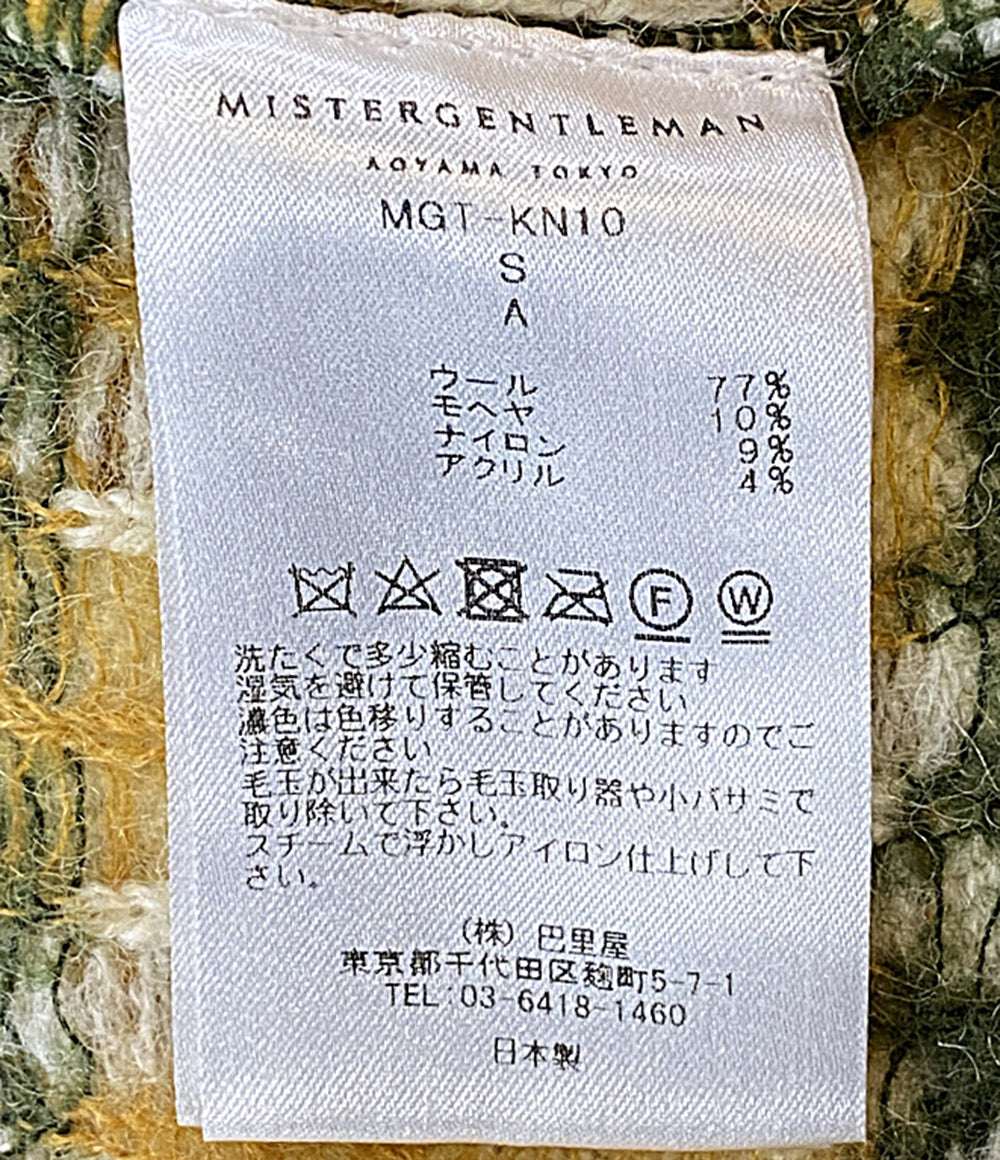 MISTERGENTLEMAN
AOYAMA TOKYO
MGT-KN10
S
A
ウール 77%
モヘヤ 10%
ナイロン 9%
アクリル 4%
F W
洗たくで多少縮むことがあります
湿気を避けて保管してください
濃色は色移りすることがありますのでご
注意ください
毛玉が出来たら毛玉取り器や小バサミで
取り除いて下さい。
スチームで浮かしアイロン仕上げして下
さい。
(株) 巴里屋
東京都千代田区麹町5-7-1
TEL:03-6418-1460
日本製